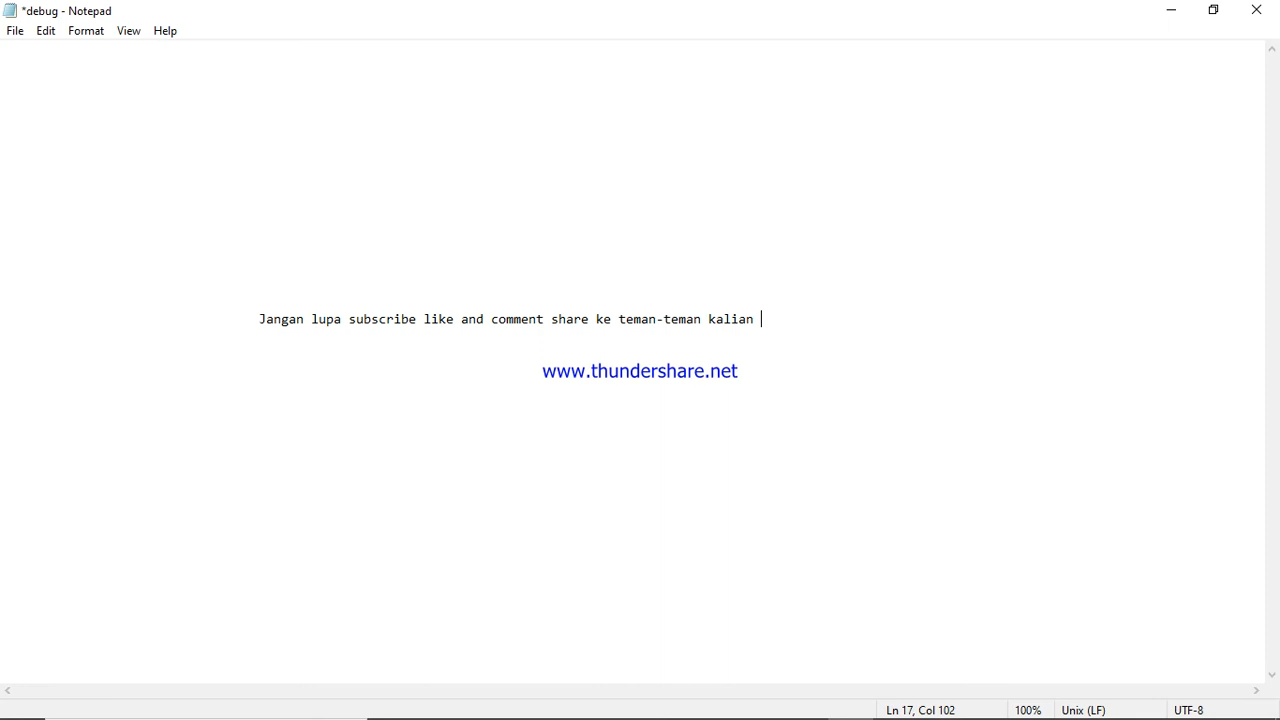 *debug - Notepad
File Edit Format View Help
Jangan lupa subscribe like and comment share ke teman-teman kalian
www.thundershare.net
Ln 17, Col 102 100% Unix (LF) UTF-8